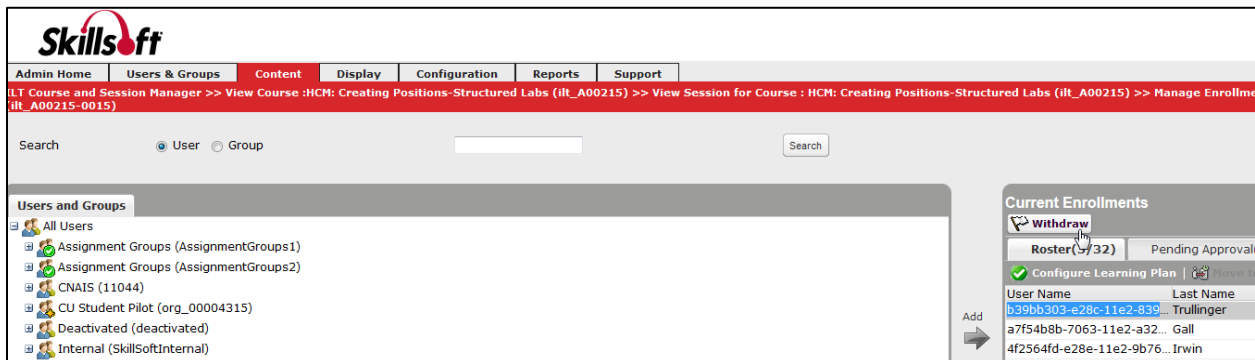 Skillsoft
Admin Home Users & Groups Content Display Configuration Reports Support
ILT Course and Session Manager >> View Course :HCM: Creating Positions-Structured Labs (ilt_A00215) >> View Session for Course : HCM: Creating Positions-Structured Labs (ilt_A00215) >> Manage Enrollme
(ilt_A00215-0015)
Search User Group Search
Users and Groups
All Users
Assignment Groups (AssignmentGroups1)
Assignment Groups (AssignmentGroups2)
CNAIS (11044)
CU Student Pilot (org_00004315)
Deactivated (deactivated)
Internal (SkillSoftInternal)
Add
Current Enrollments
Withdraw
Roster( /32) Pending Approval(
Configure Learning Plan | Move t
User Name Last Name
b39bb303-e28c-11e2-839... Trullinger
a7f54b8b-7063-11e2-a32... Gall
4f2564fd-e28e-11e2-9b76... Irwin